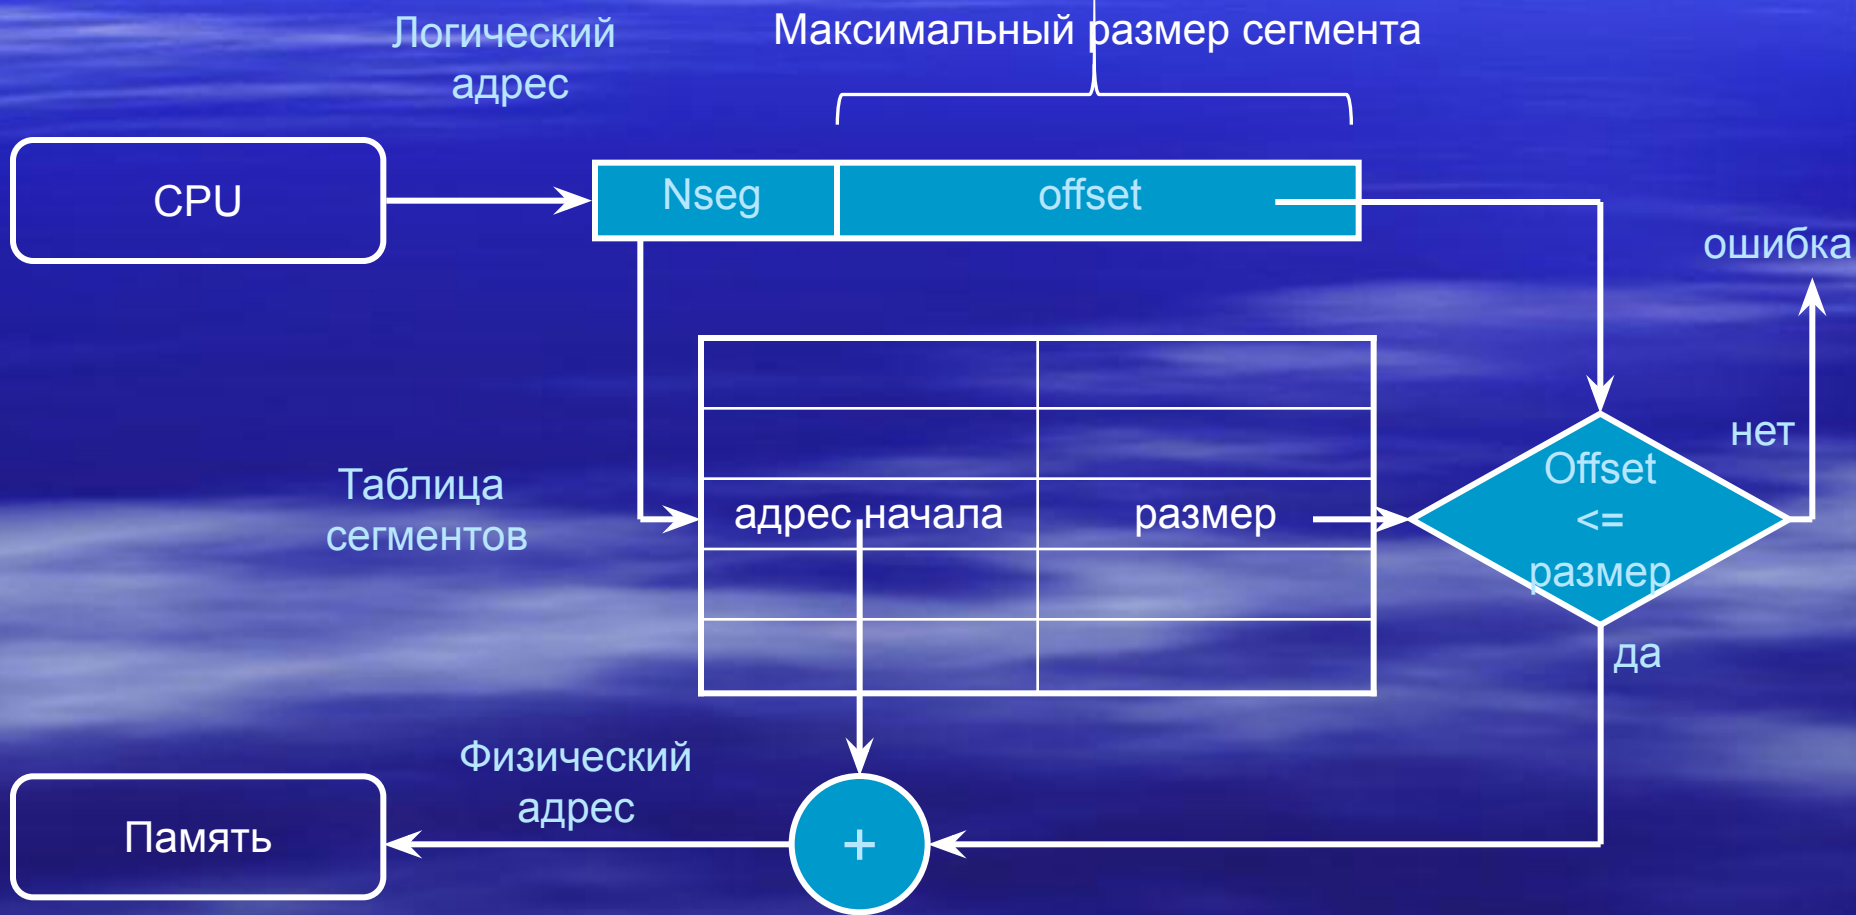 Логический
адрес
Максимальный размер сегмента
CPU
Nseg
offset
ошибка
нет
Таблица
сегментов
адрес начала
размер
Offset
<=
размер
да
Физический
адрес
Память
+